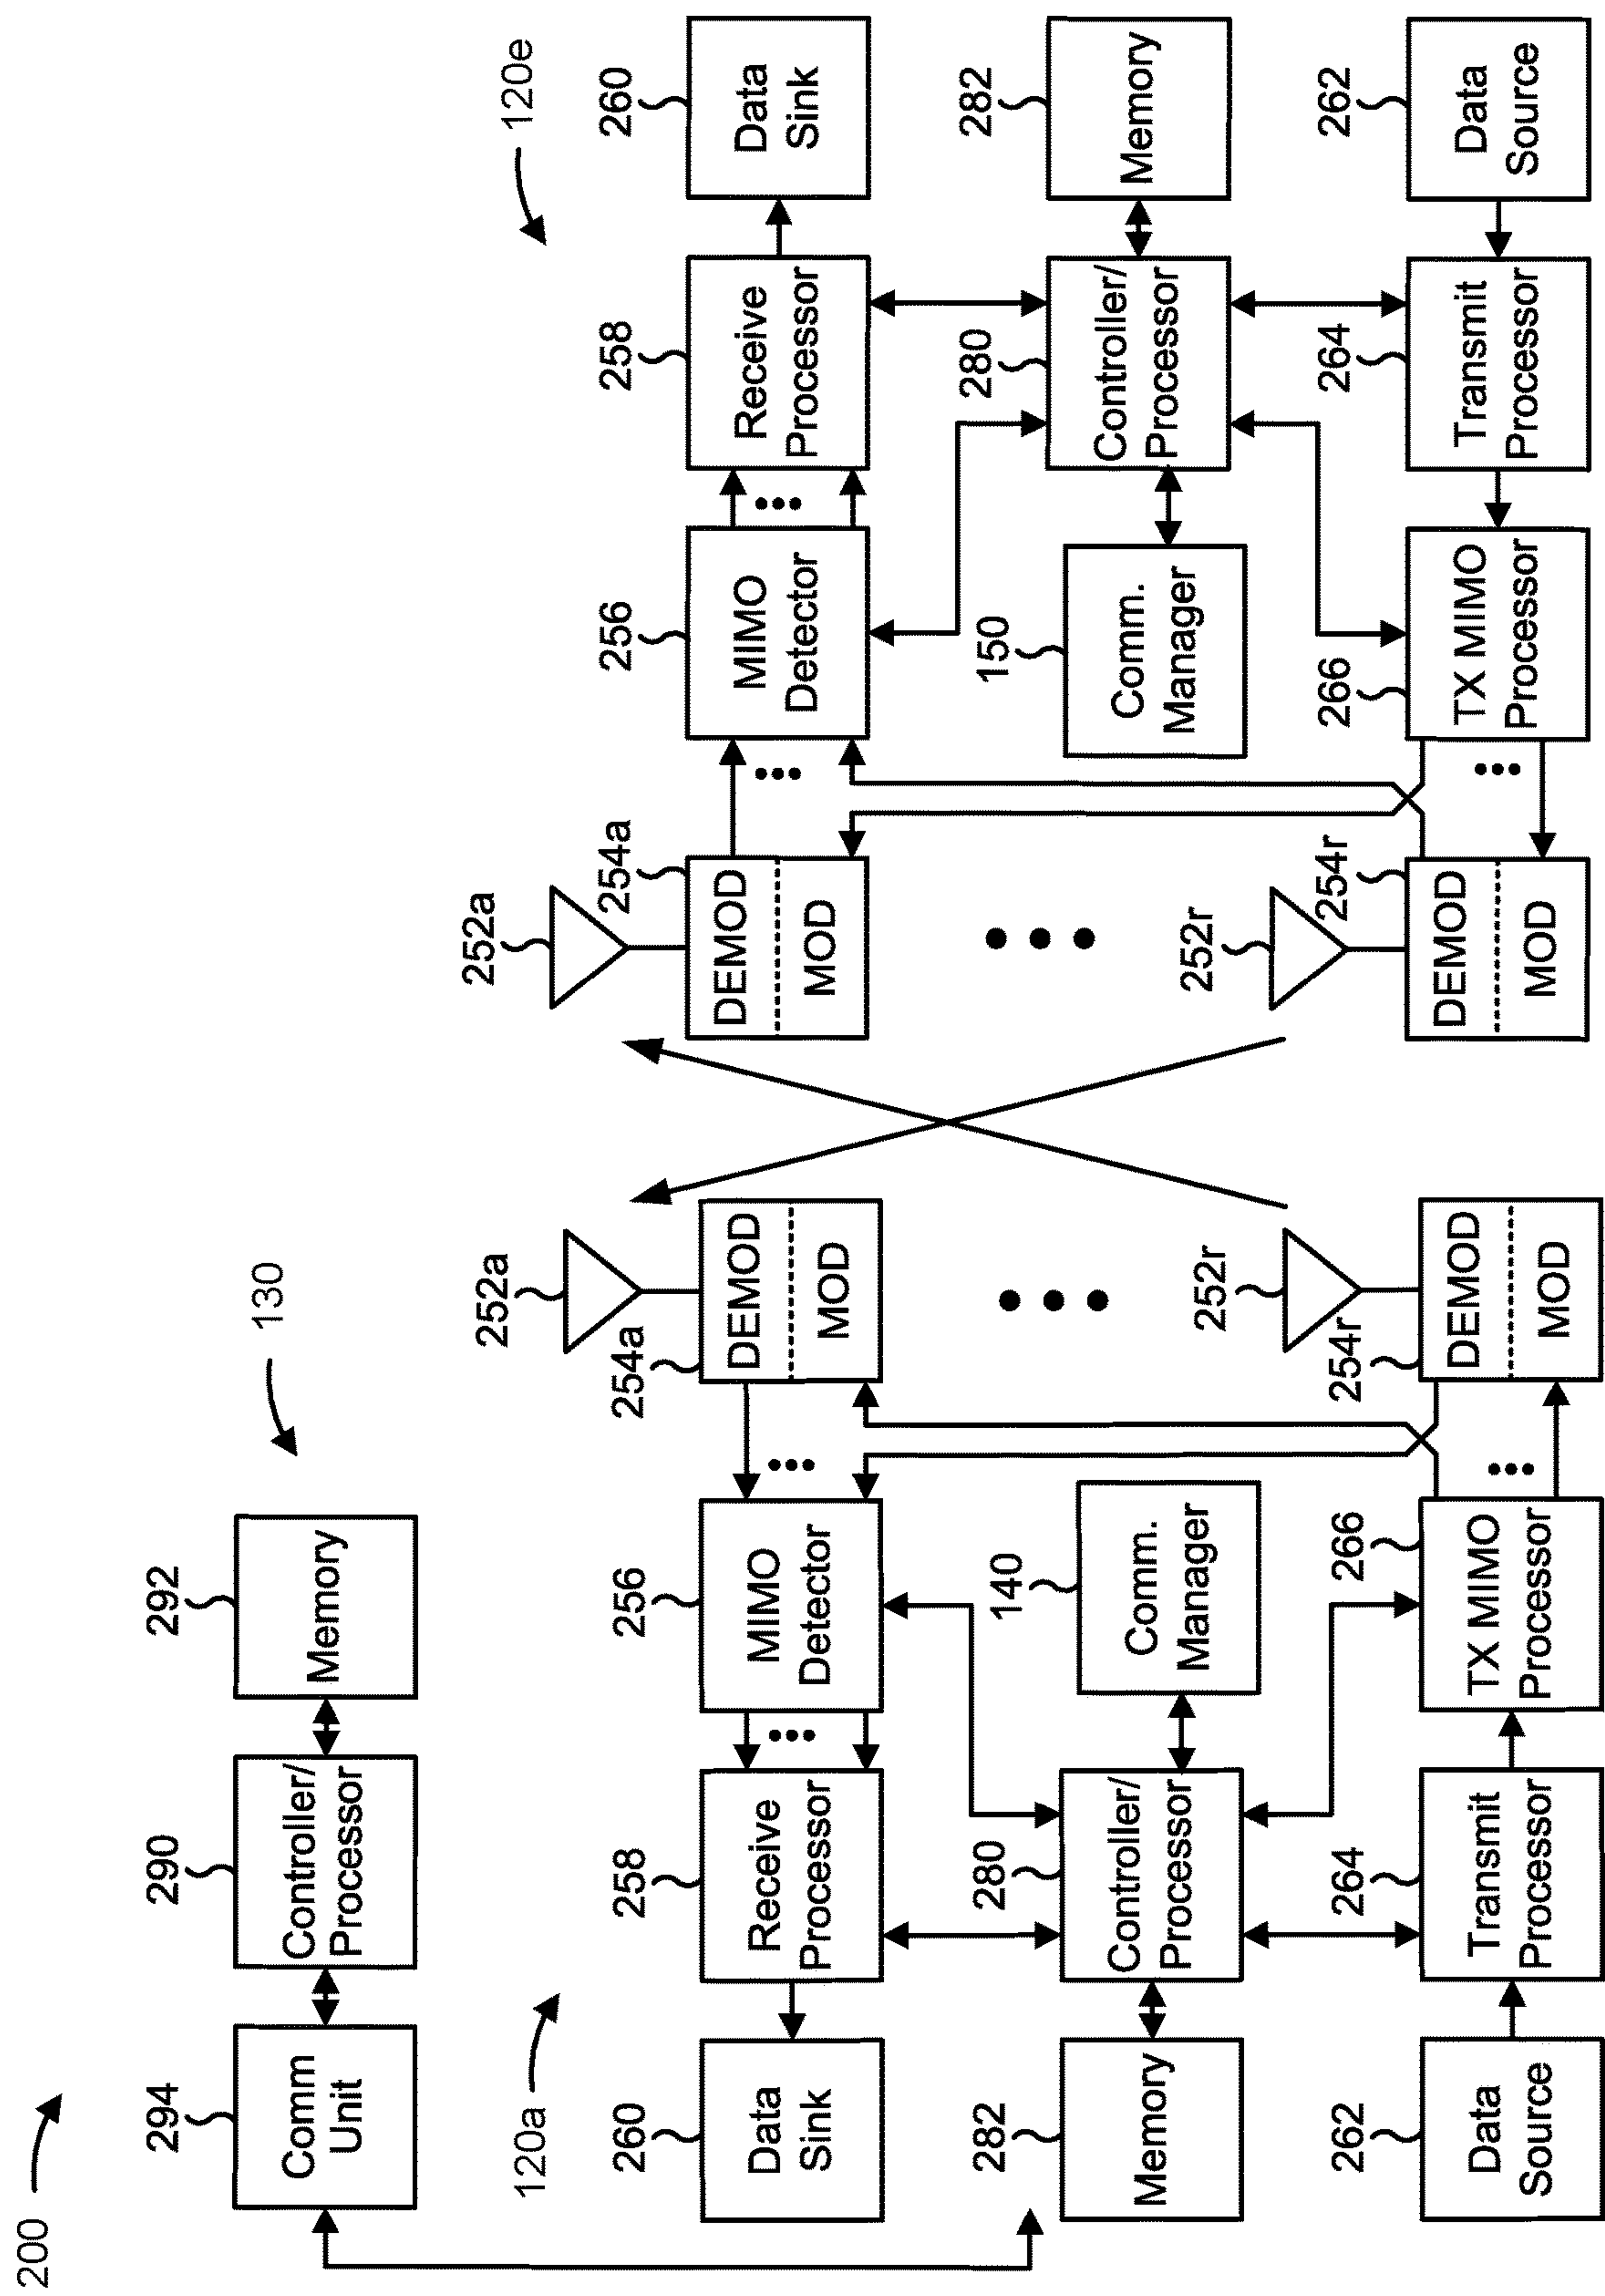 200
130
294
Comm
Unit
290
Controller/
Processor
292
Memory
120a
120e
260
Data
Sink
258
Receive
Processor
256
MIMO
Detector
254a
DEMOD
MOD
252a
252a
254a
DEMOD
MOD
256
MIMO
Detector
258
Receive
Processor
260
Data
Sink
282
Memory
280
Controller/
Processor
140
Comm.
Manager
150
Comm.
Manager
280
Controller/
Processor
282
Memory
262
Data
Source
264
Transmit
Processor
266
TX MIMO
Processor
254r
DEMOD
MOD
252r
252r
254r
DEMOD
MOD
266
TX MIMO
Processor
264
Transmit
Processor
262
Data
Source